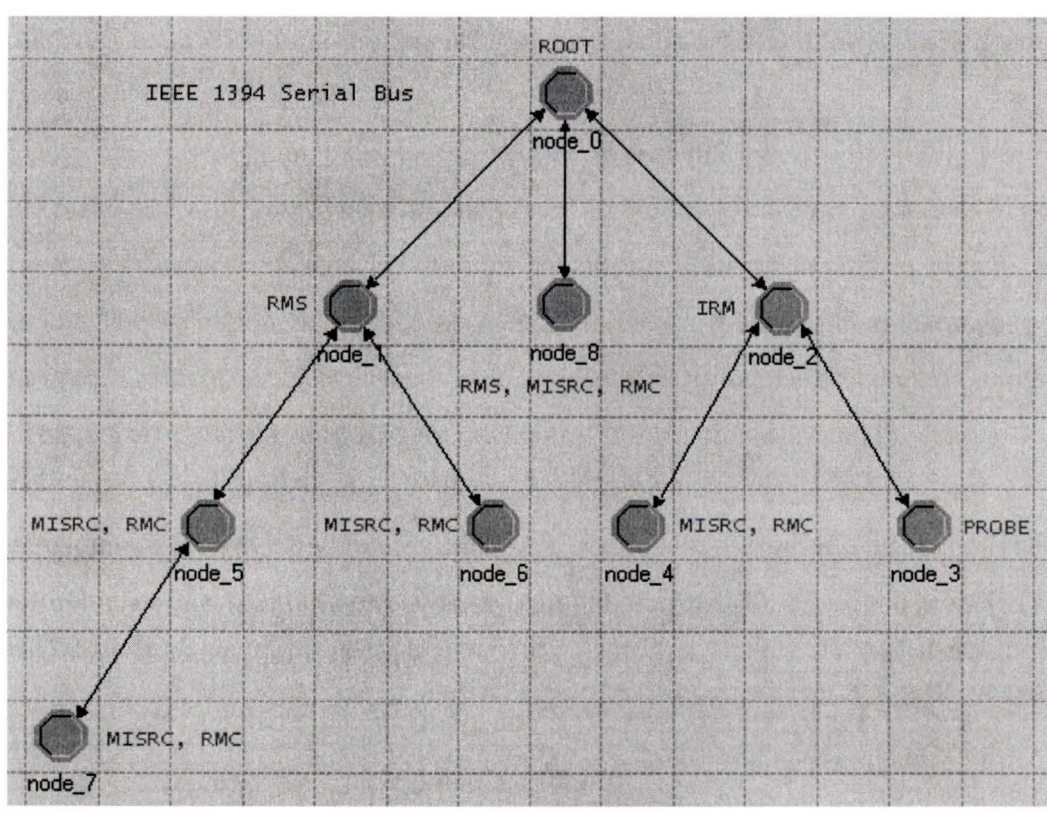 ROOT
IEEE 1394 Serial Bus
node_0
RMS
IRM
node_1
node_8
node_2
RMS, MISRC, RMC
MISRC, RMC
MISRC, RMC
MISRC, RMC
PROBE
node_5
node_6
node_4
node_3
MISRC, RMC
node_7